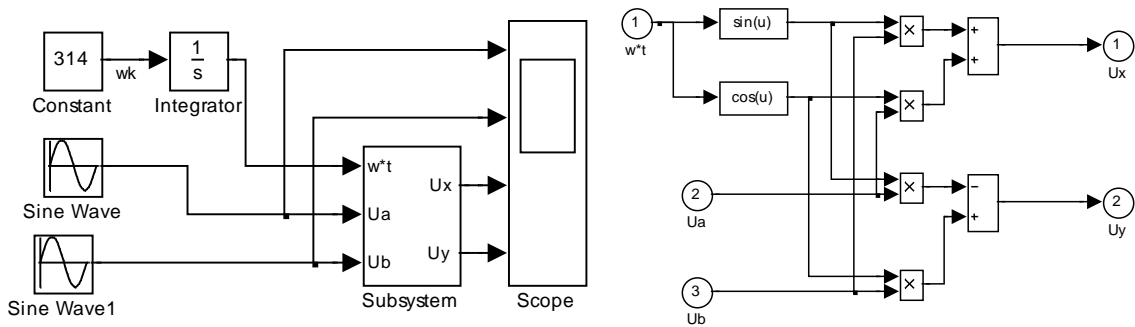 314
Constant
wk
1
s
Integrator
Sine Wave
Sine Wave1
w*t
Ua
Ub
Ux
Uy
Subsystem
Scope
1
w*t
sin(u)
cos(u)
×
×
+
+
1
Ux
2
Ua
×
−
+
2
Uy
3
Ub
×